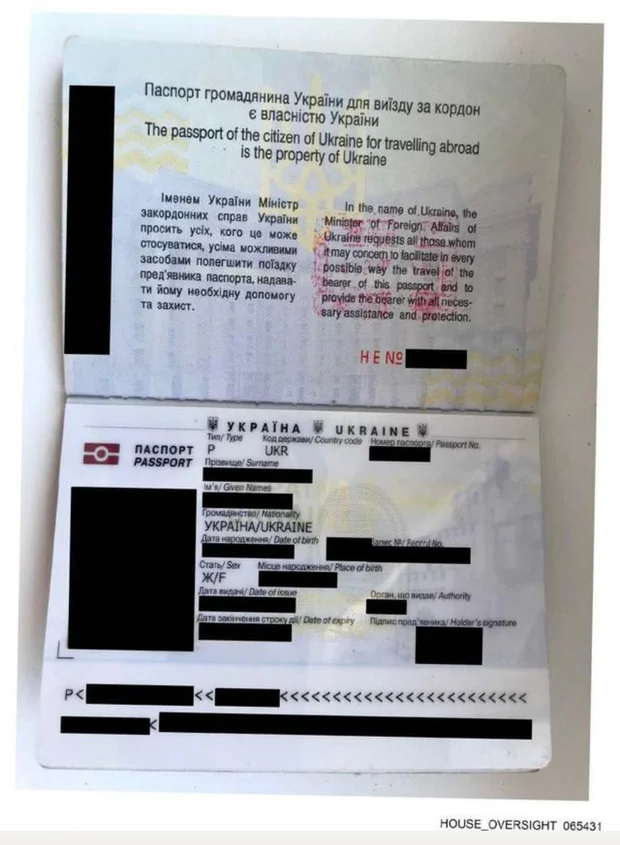 Паспорт громадянина України для виїзду за кордон
є власністю України
The passport of the citizen of Ukraine for travelling abroad
is the property of Ukraine
Іменем України Міністр
закордонних справ України
просить усіх, кого це може
стосуватися, усіма можливими
засобами полегшити поїздку
пред'явника паспорта, надава-
ти йому необхідну допомогу
та захист.
In the name of Ukraine, the
Minister of Foreign Affairs of
Ukraine requests all those whom
it may concern to facilitate in every
possible way the travel of the
bearer of this passport and to
provide the bearer with all neces-
sary assistance and protection.
НЕ №
УКРАЇНА UKRAINE
ПАСПОРТ
PASSPORT
Тип/ Type
Код держави/ Country code
Номер паспорта/ Passport No.
P
UKR
Прізвище/ Surname
Ім'я/ Given Names
Громадянство/ Nationality
УКРАЇНА/UKRAINE
Дата народження/ Date of birth
Запис №/ Record No.
Стать/ Sex
Місце народження/ Place of birth
Ж/F
Дата видачі/ Date of issue
Орган, що видав/ Authority
Дата закінчення строку дії/ Date of expiry
Підпис пред'явника/ Holder's signature
P< << <<<<<<<<<<<<<<<<<<<<<<<<
<
HOUSE_OVERSIGHT_065431